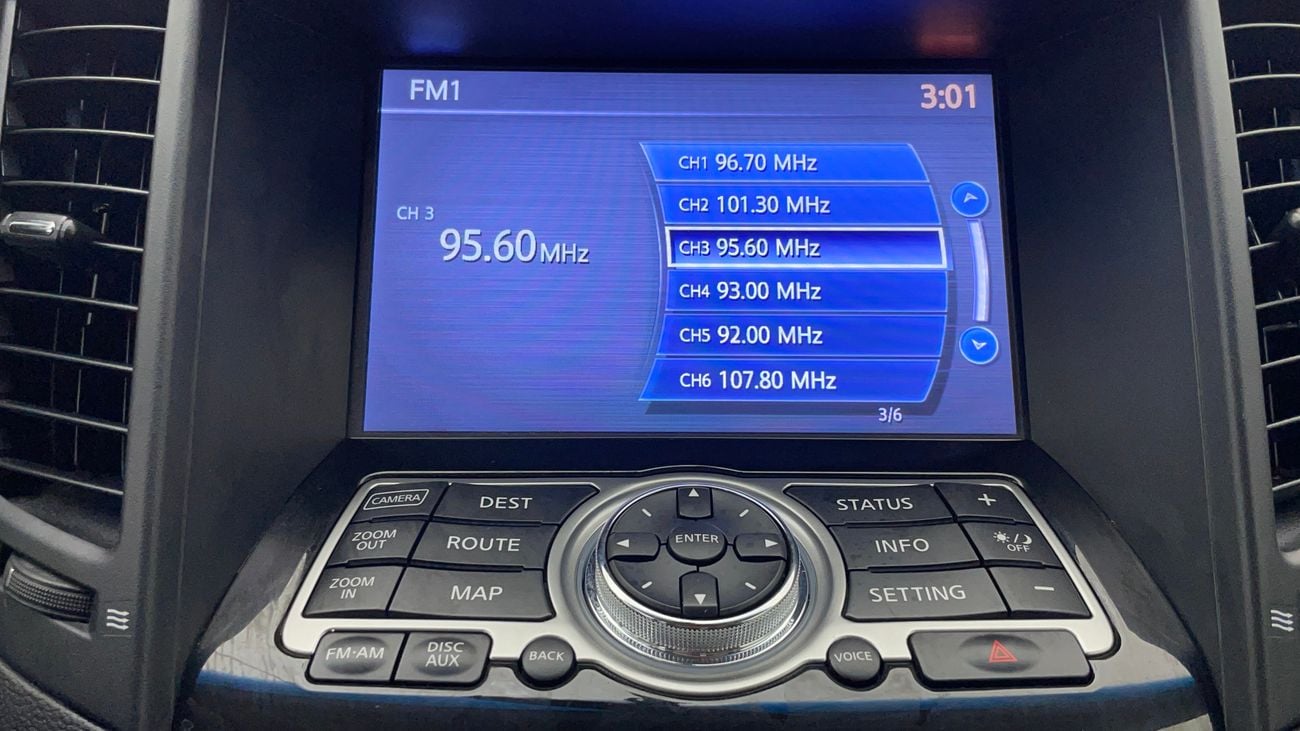 FM1
3:01
CH 3
95.60 MHz
CH1 96.70 MHz
CH2 101.30 MHz
CH3 95.60 MHz
CH4 93.00 MHz
CH5 92.00 MHz
CH6 107.80 MHz
3/6
CAMERA
DEST
STATUS
+
ZOOM
OUT
ROUTE
ENTER
INFO
OFF
ZOOM
IN
MAP
SETTING
−
FM·AM
DISC
AUX
BACK
VOICE